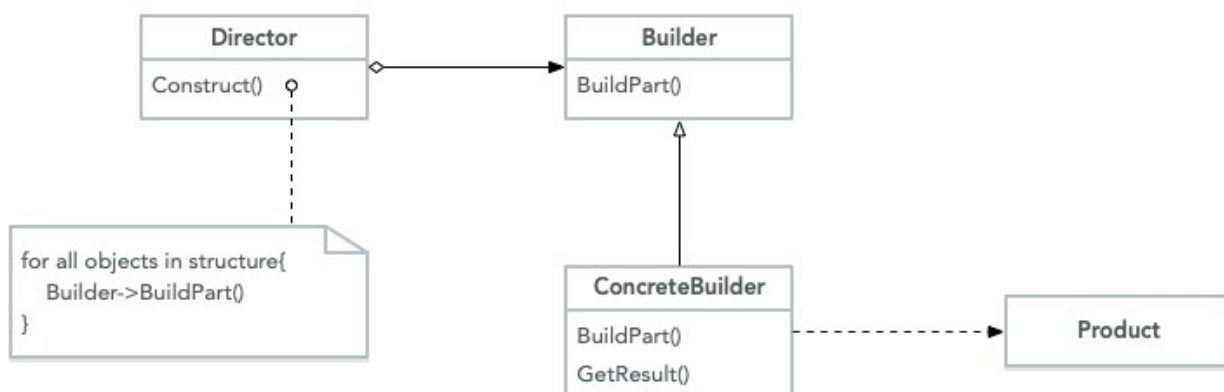 Director
Construct()
Builder
BuildPart()
for all objects in structure{
Builder->BuildPart()
}
ConcreteBuilder
BuildPart()
GetResult()
Product